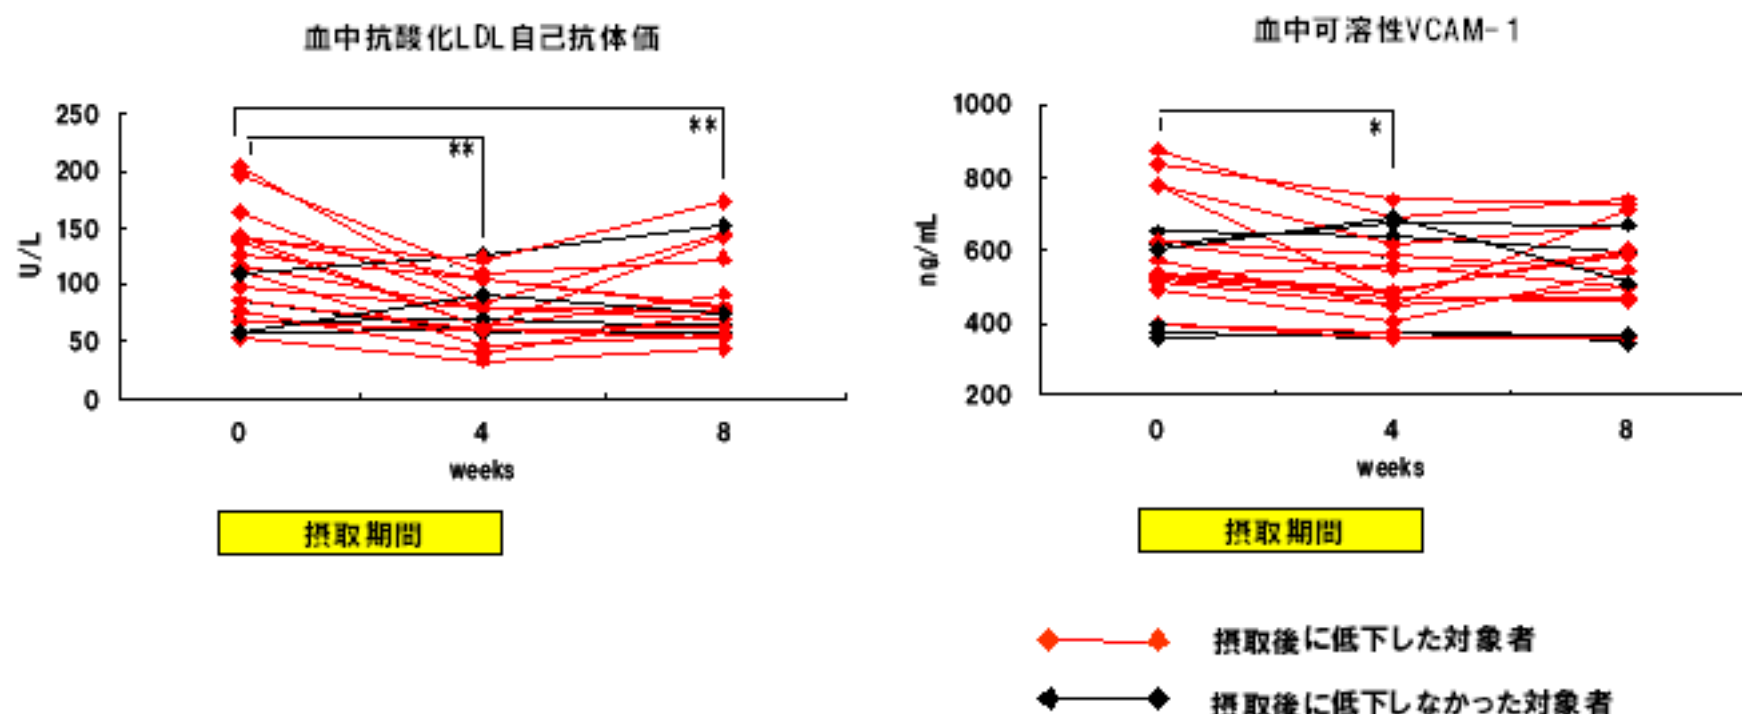 血中抗酸化LDL自己抗体価
250
200
150
100
50
0
U/L
**
**
0 4 8
weeks
摂取期間
血中可溶性VCAM-1
1000
800
600
400
200
ng/mL
*
0 4 8
weeks
摂取期間
摂取後に低下した対象者
摂取後に低下しなかった対象者